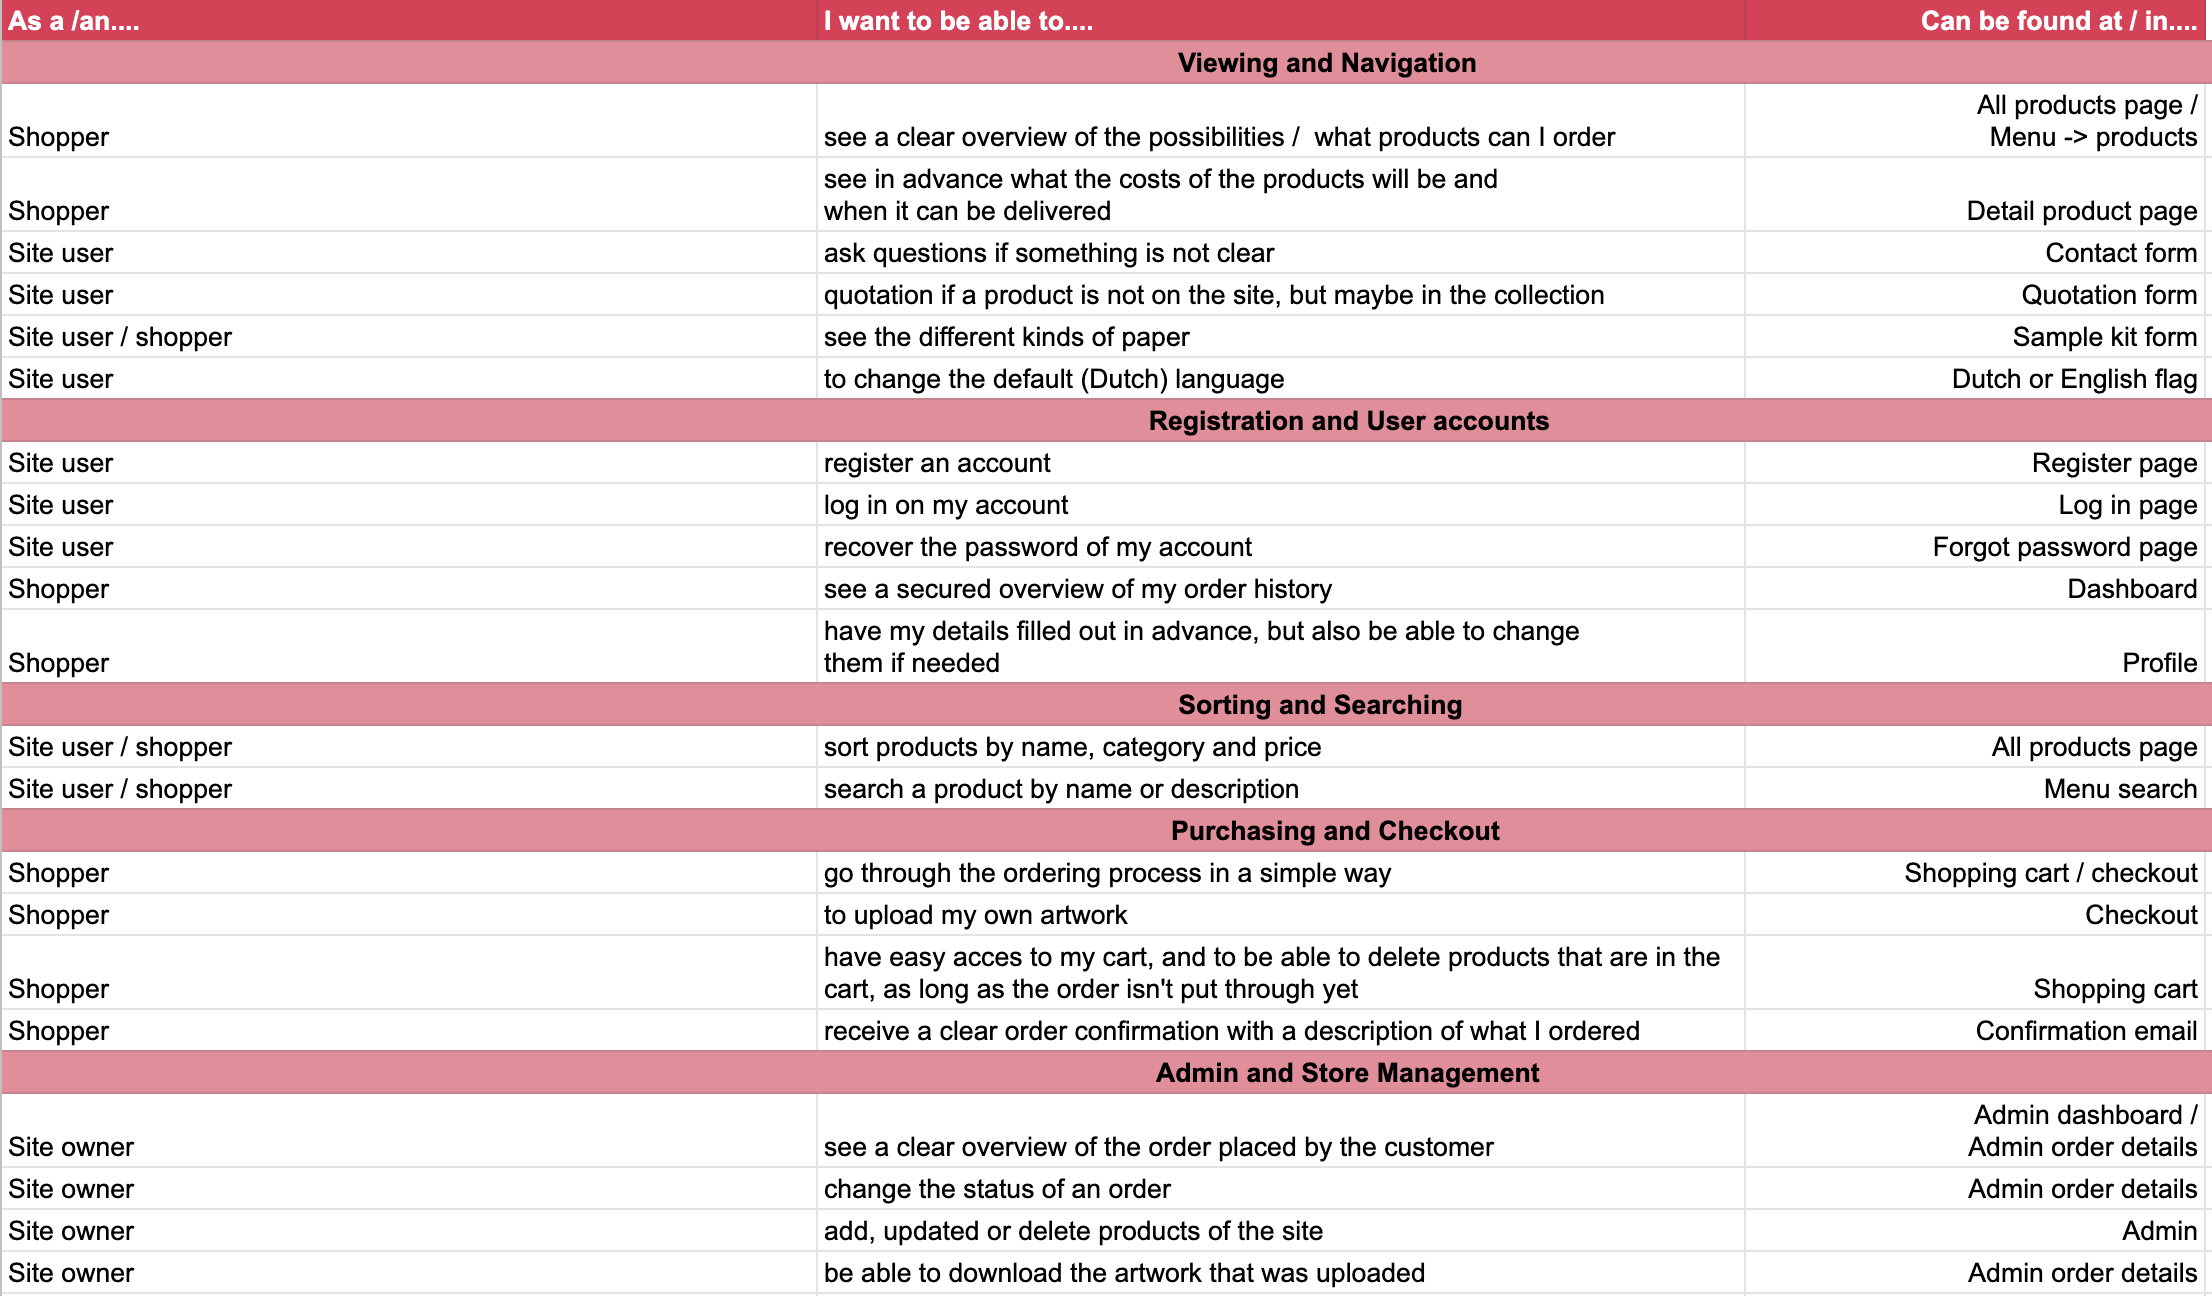 As a /an.... I want to be able to.... Can be found at / in....
Viewing and Navigation
All products page /
Shopper see a clear overview of the possibilities /  what products can I order Menu -> products
see in advance what the costs of the products will be and
Shopper when it can be delivered Detail product page
Site user ask questions if something is not clear Contact form
Site user quotation if a product is not on the site, but maybe in the collection Quotation form
Site user / shopper see the different kinds of paper Sample kit form
Site user to change the default (Dutch) language Dutch or English flag
Registration and User accounts
Site user register an account Register page
Site user log in on my account Log in page
Site user recover the password of my account Forgot password page
Shopper see a secured overview of my order history Dashboard
have my details filled out in advance, but also be able to change
Shopper them if needed Profile
Sorting and Searching
Site user / shopper sort products by name, category and price All products page
Site user / shopper search a product by name or description Menu search
Purchasing and Checkout
Shopper go through the ordering process in a simple way Shopping cart / checkout
Shopper to upload my own artwork Checkout
have easy acces to my cart, and to be able to delete products that are in the
Shopper cart, as long as the order isn't put through yet Shopping cart
Shopper receive a clear order confirmation with a description of what I ordered Confirmation email
Admin and Store Management
Admin dashboard /
Site owner see a clear overview of the order placed by the customer Admin order details
Site owner change the status of an order Admin order details
Site owner add, updated or delete products of the site Admin
Site owner be able to download the artwork that was uploaded Admin order details